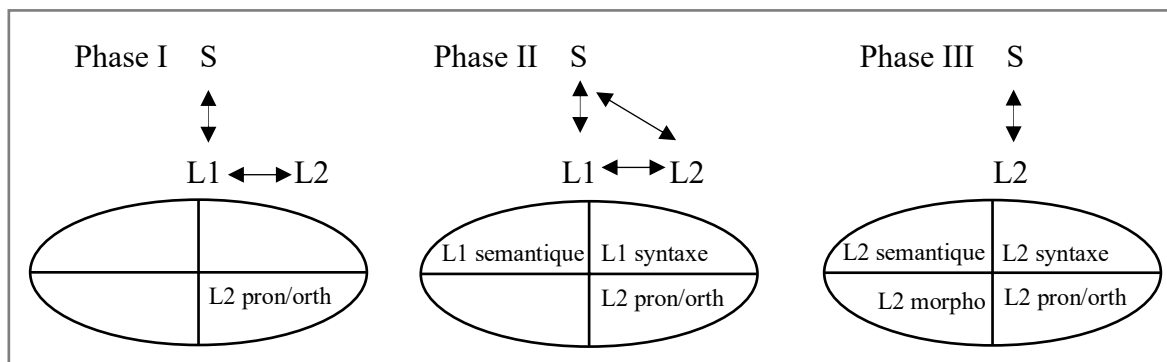 Phase I S
L1 L2
L2 pron/orth
Phase II S
L1 L2
L1 semantique L1 syntaxe
L2 pron/orth
Phase III S
L2
L2 semantique L2 syntaxe
L2 morpho L2 pron/orth